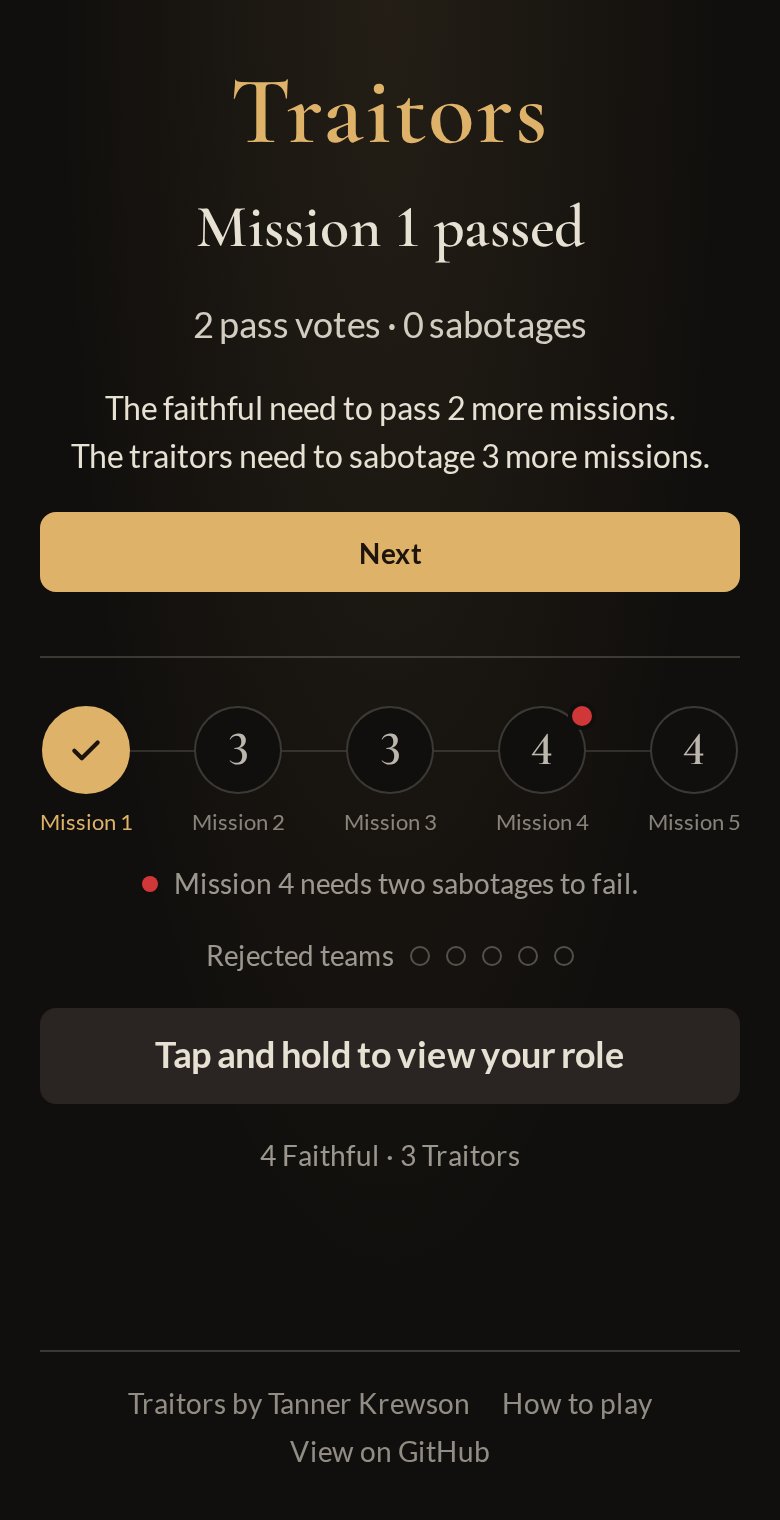 Traitors
Mission 1 passed
2 pass votes · 0 sabotages
The faithful need to pass 2 more missions.
The traitors need to sabotage 3 more missions.
Next
3 3 4 4
Mission 1 Mission 2 Mission 3 Mission 4 Mission 5
Mission 4 needs two sabotages to fail.
Rejected teams
Tap and hold to view your role
4 Faithful · 3 Traitors
Traitors by Tanner Krewson How to play
View on GitHub